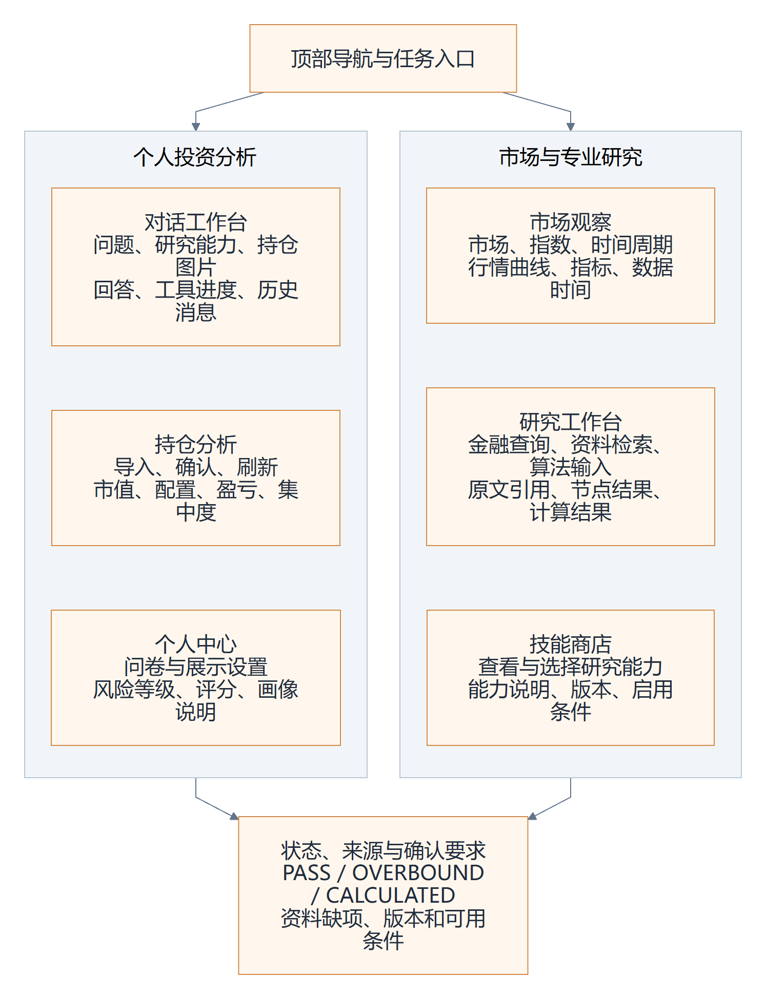 顶部导航与任务入口
个人投资分析
对话工作台
问题、研究能力、持仓
图片
回答、工具进度、历史
消息
持仓分析
导入、确认、刷新
市值、配置、盈亏、集
中度
个人中心
问卷与展示设置
风险等级、评分、画像
说明
市场与专业研究
市场观察
市场、指数、时间周期
行情曲线、指标、数据
时间
研究工作台
金融查询、资料检索、
算法输入
原文引用、节点结果、
计算结果
技能商店
查看与选择研究能力
能力说明、版本、启用
条件
状态、来源与确认要求
PASS / OVERBOUND
/ CALCULATED
资料缺项、版本和可用
条件